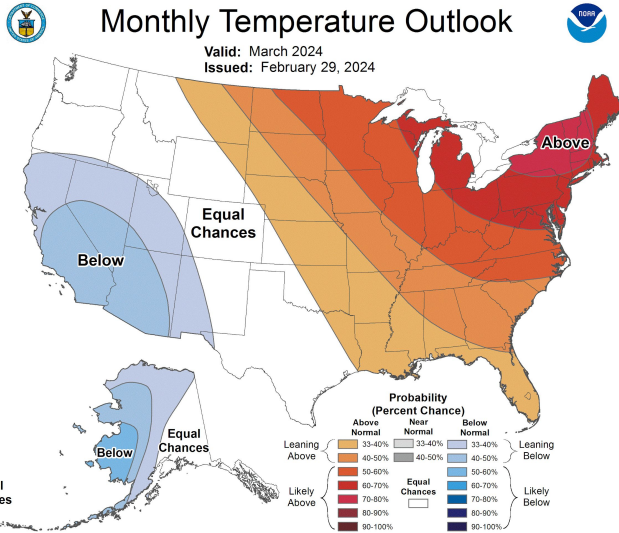 Monthly Temperature Outlook
NOAA
Valid: March 2024
Issued: February 29, 2024
Above
Equal
Chances
Below
Below
Equal
Chances
l
es
Probability
(Percent Chance)
Above
Normal
Near
Normal
Below
Normal
Leaning
Above
33-40%
33-40%
33-40%
Leaning
Below
40-50%
40-50%
40-50%
Likely
Above
50-60%
50-60%
Likely
Below
60-70%
60-70%
70-80%
Equal
Chances
70-80%
80-90%
80-90%
90-100%
90-100%